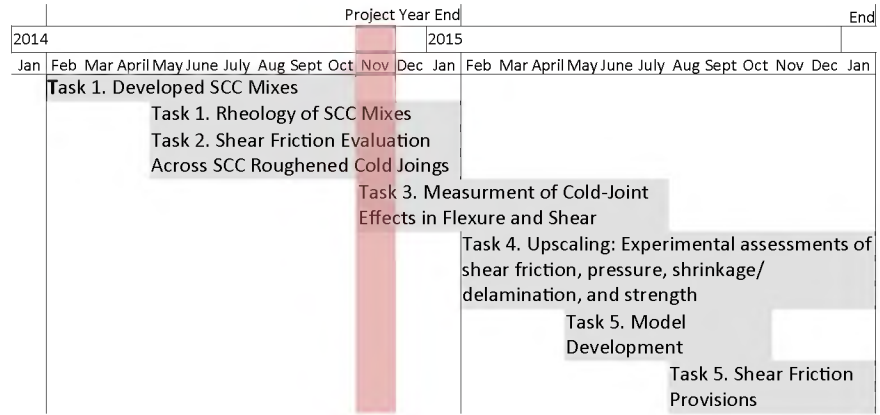 Project Year End
End
2014
2015
Jan Feb Mar April May June July Aug Sept Oct Nov Dec Jan Feb Mar April May June July Aug Sept Oct Nov Dec Jan
Task 1. Developed SCC Mixes
Task 1. Rheology of SCC Mixes
Task 2. Shear Friction Evaluation
Across SCC Roughened Cold Joings
Task 3. Measurment of Cold-Joint
Effects in Flexure and Shear
Task 4. Upscaling: Experimental assessments of
shear friction, pressure, shrinkage/
delamination, and strength
Task 5. Model
Development
Task 5. Shear Friction
Provisions